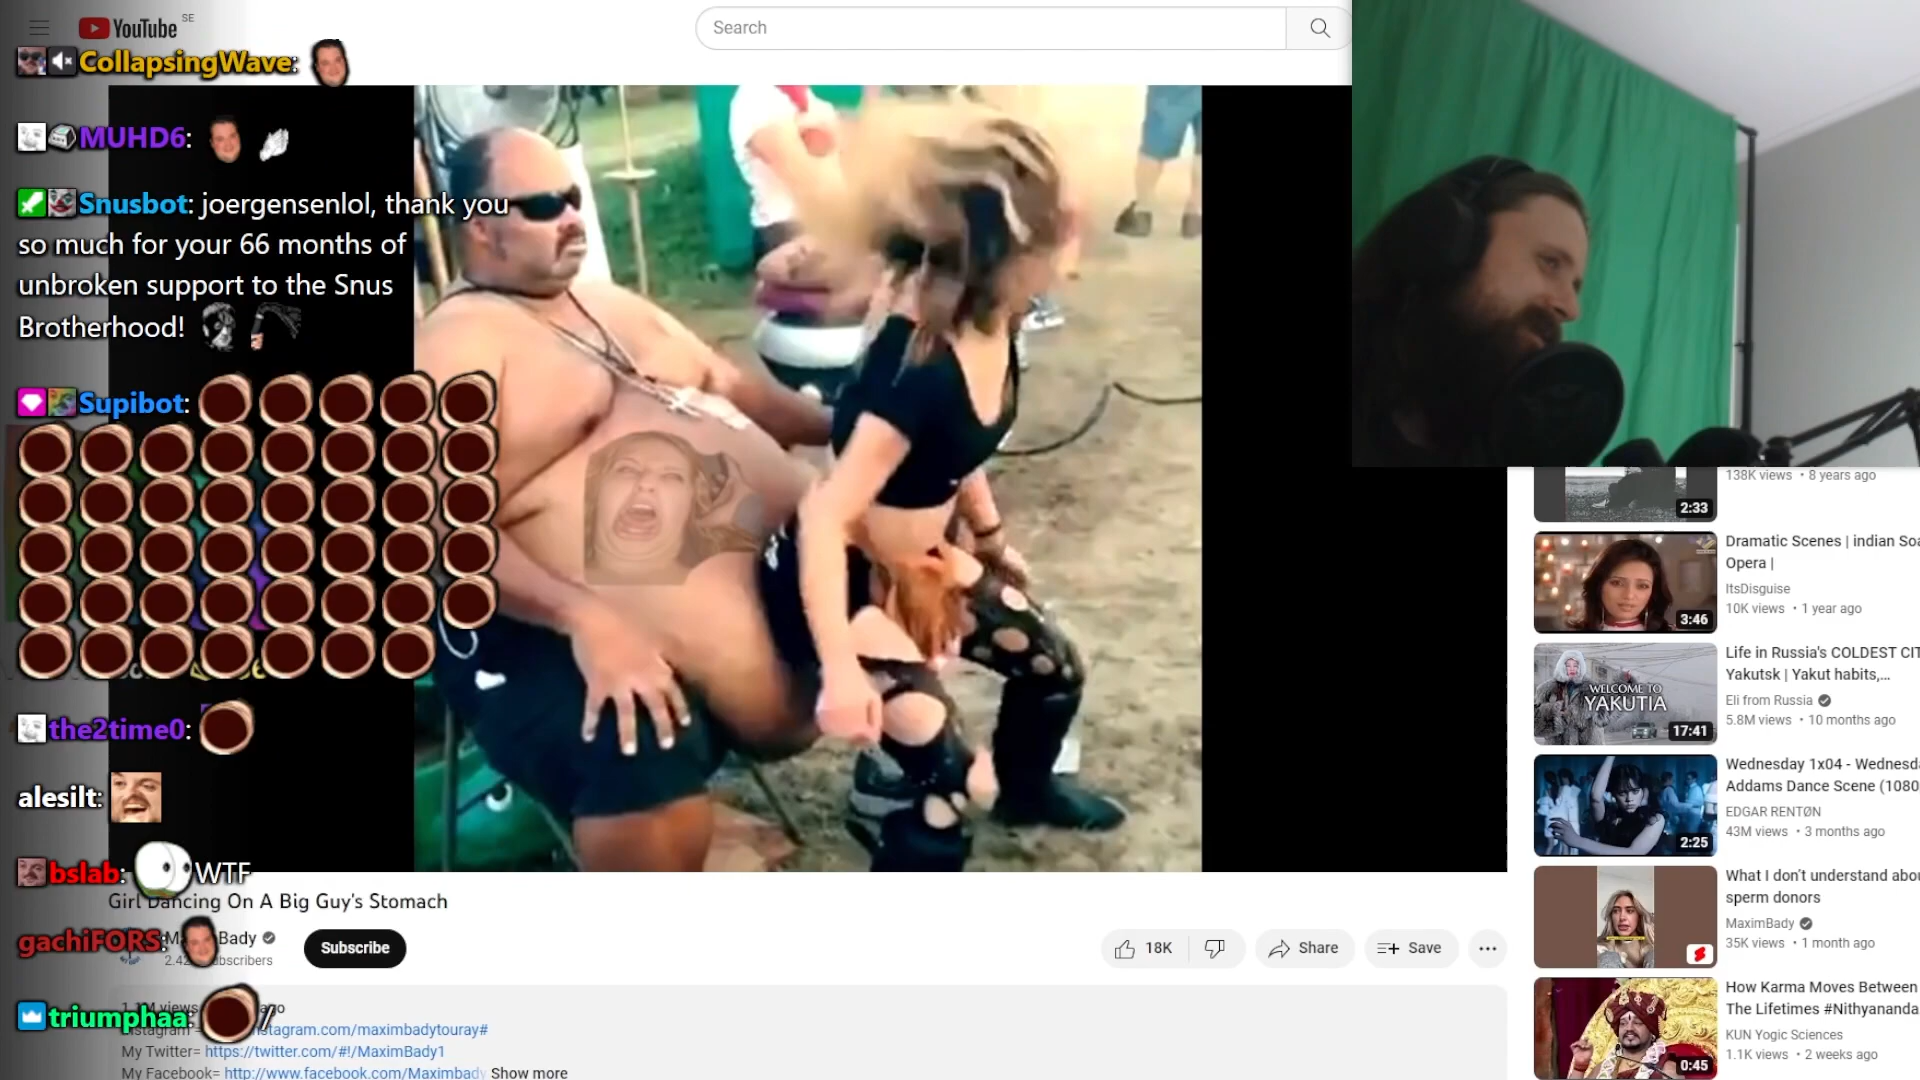 YouTube SE
Search
CollapsingWave:
MUHD6:
Snusbot: joergensenlol, thank you
so much for your 66 months of
unbroken support to the Snus
Brotherhood!
Supibot:
the2time0:
alesilt:
bslab: WTF
gachiFORS:
triumphaa: /
Girl Dancing On A Big Guy's Stomach
Bady
Subscribe
18K
Share
Save
views
Instagram
nstagram.com/maximbadytouray#
My Twitter= https://twitter.com/#!/MaximBady1
My Facebook= http://www.facebook.com/Maximbady Show more
138K views • 8 years ago
2:33
Dramatic Scenes | indian Soa
Opera |
ItsDisguise
10K views • 1 year ago
3:46
Life in Russia's COLDEST CIT
Yakutsk | Yakut habits,...
Eli from Russia
5.8M views • 10 months ago
WELCOME TO
YAKUTIA
17:41
Wednesday 1x04 - Wednesda
Addams Dance Scene (1080
EDGAR RENTØN
43M views • 3 months ago
2:25
What I don't understand abou
sperm donors
MaximBady
35K views • 1 month ago
How Karma Moves Between
The Lifetimes #Nithyananda
KUN Yogic Sciences
1.1K views • 2 weeks ago
0:45